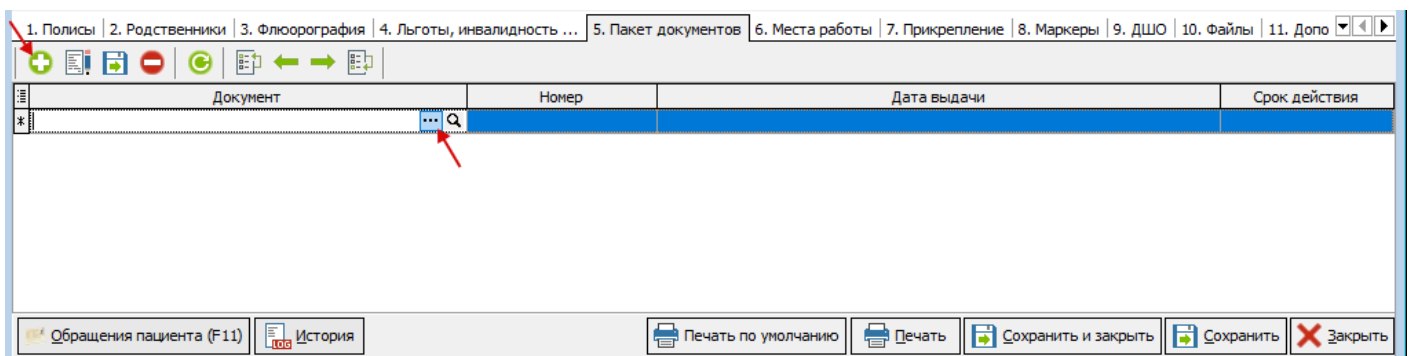 1. Полисы 2. Родственники 3. Флюорография 4. Льготы, инвалидность ... 5. Пакет документов 6. Места работы 7. Прикрепление 8. Маркеры 9. ДШО 10. Файлы 11. Допо
Документ Номер Дата выдачи Срок действия
*
Обращения пациента (F11) LOG История Печать по умолчанию Печать Сохранить и закрыть Сохранить Закрыть